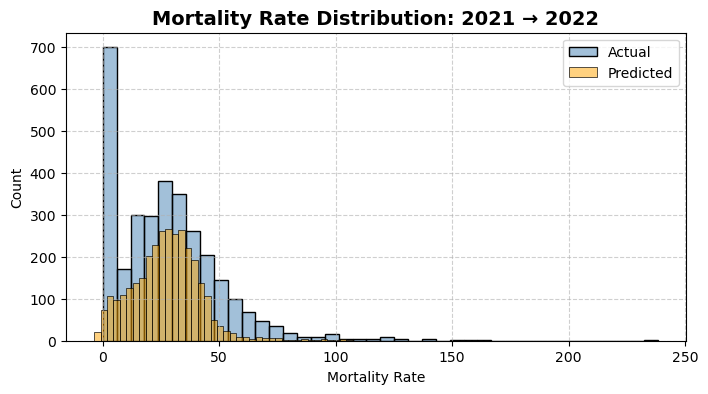 Mortality Rate Distribution: 2021 → 2022
Actual
Predicted
700
600
500
400
300
200
100
0
Count
0 50 100 150 200 250
Mortality Rate